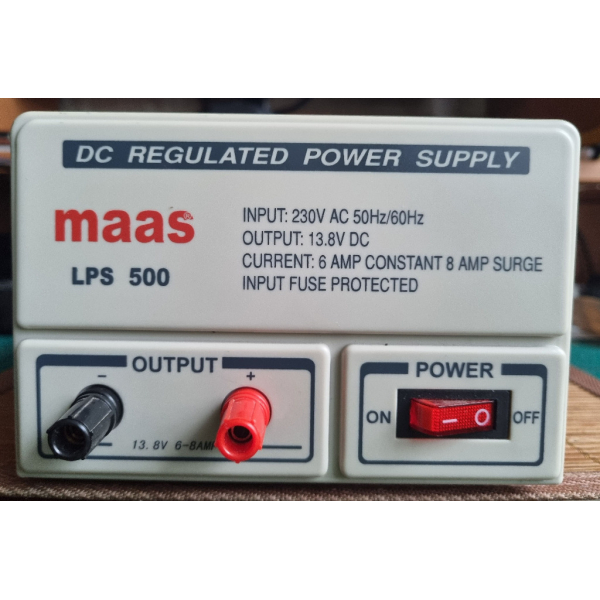 DC REGULATED POWER SUPPLY
maas
LPS 500
INPUT: 230V AC 50Hz/60Hz
OUTPUT: 13.8V DC
CURRENT: 6 AMP CONSTANT 8 AMP SURGE
INPUT FUSE PROTECTED
OUTPUT
- +
13.8V 6-8AMP
POWER
ON OFF